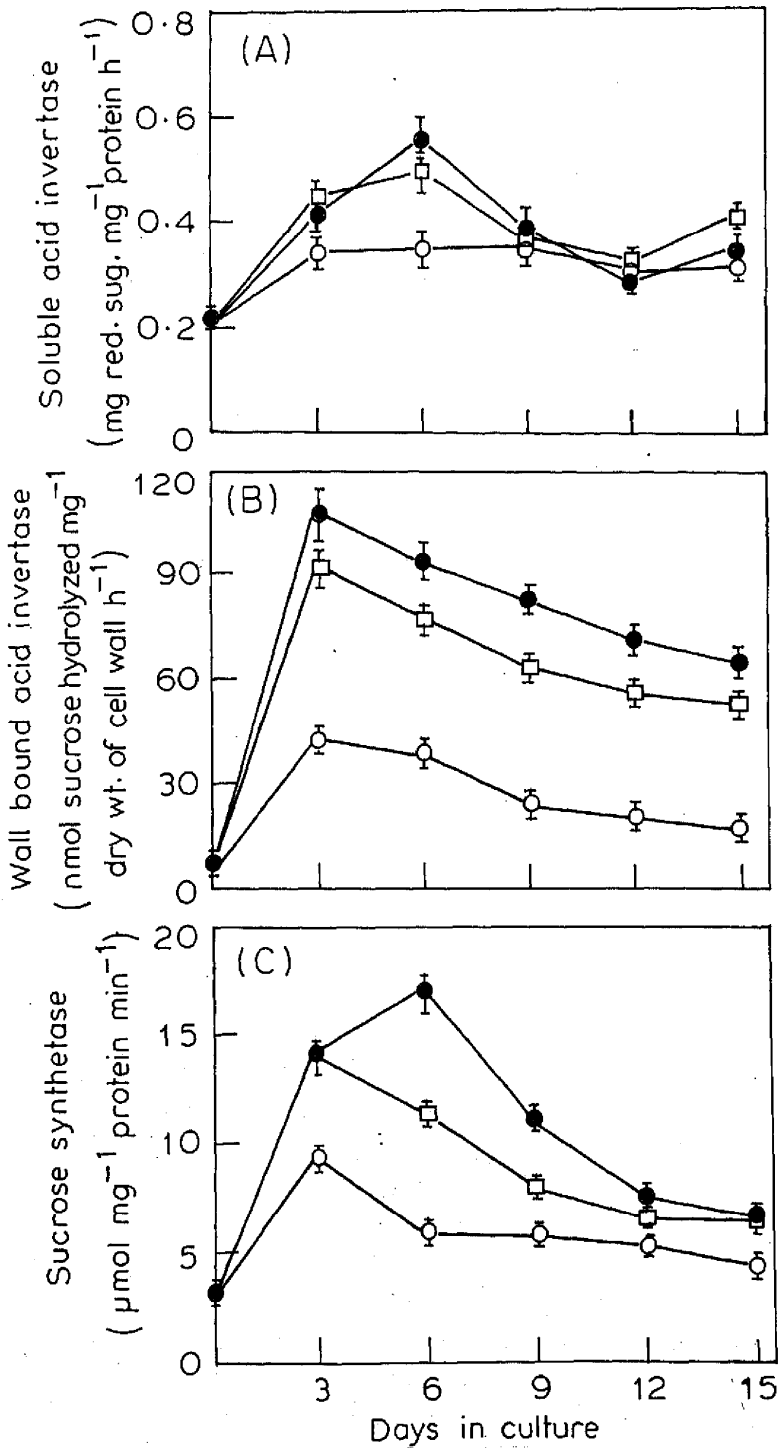 (A)
Soluble acid invertase
(mg red. sug. mg⁻¹ protein h⁻¹)
0·8
0·6
0·4
0·2
0
(B)
Wall bound acid invertase
(nmol sucrose hydrolyzed mg⁻¹
dry wt. of cell wall h⁻¹)
120
90
60
30
0
(C)
Sucrose synthetase
(µmol mg⁻¹ protein min⁻¹)
20
15
10
5
0
3 6 9 12 15
Days in culture